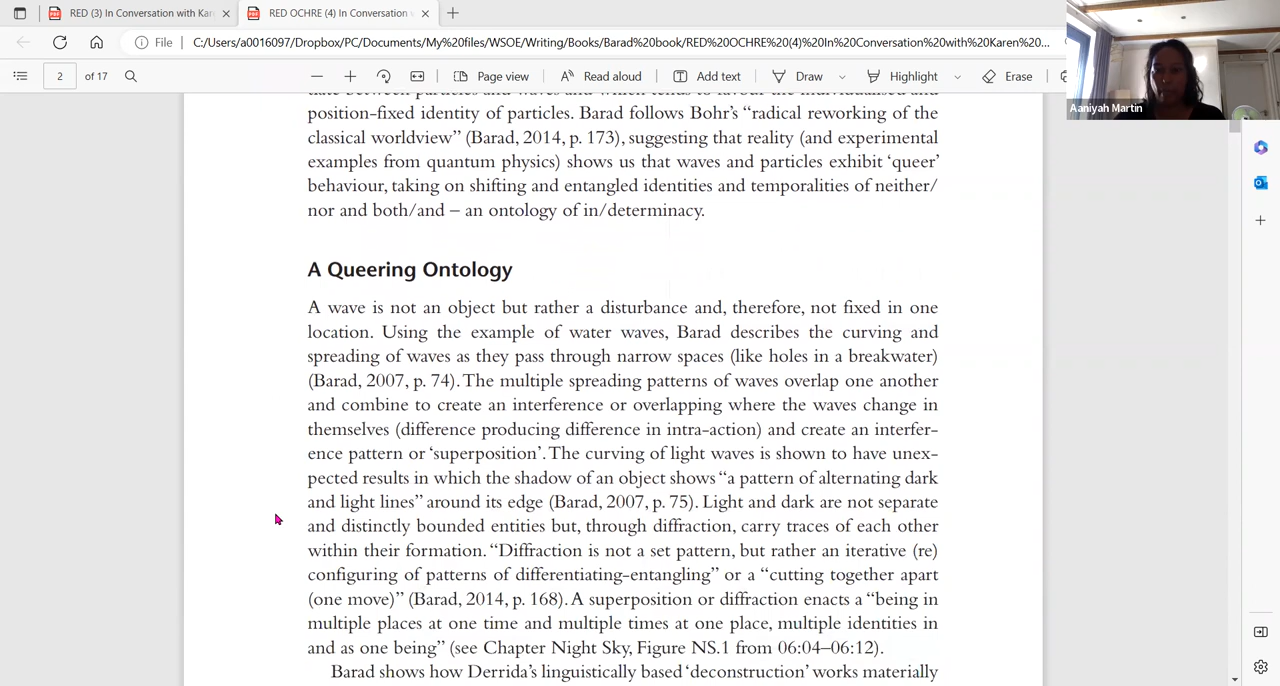 RED (3) In Conversation with Kar
RED OCHRE (4) In Conversation
File
C:/Users/a0016097/Dropbox/PC/Documents/My%20files/WSOE/Writing/Books/Barad%20book/RED%20OCHRE%20(4)%20In%20Conversation%20with%20Karen%20...
2 of 17
Page view
Read aloud
Add text
Draw
Highlight
Erase
Aaniyah Martin
between particles and waves and which tends to favour the individualised and
position-fixed identity of particles. Barad follows Bohr's “radical reworking of the
classical worldview” (Barad, 2014, p. 173), suggesting that reality (and experimental
examples from quantum physics) shows us that waves and particles exhibit ‘queer’
behaviour, taking on shifting and entangled identities and temporalities of neither/
nor and both/and – an ontology of in/determinacy.
A Queering Ontology
A wave is not an object but rather a disturbance and, therefore, not fixed in one
location. Using the example of water waves, Barad describes the curving and
spreading of waves as they pass through narrow spaces (like holes in a breakwater)
(Barad, 2007, p. 74). The multiple spreading patterns of waves overlap one another
and combine to create an interference or overlapping where the waves change in
themselves (difference producing difference in intra-action) and create an interfer-
ence pattern or ‘superposition’. The curving of light waves is shown to have unex-
pected results in which the shadow of an object shows “a pattern of alternating dark
and light lines” around its edge (Barad, 2007, p. 75). Light and dark are not separate
and distinctly bounded entities but, through diffraction, carry traces of each other
within their formation. “Diffraction is not a set pattern, but rather an iterative (re)
configuring of patterns of differentiating-entangling” or a “cutting together apart
(one move)” (Barad, 2014, p. 168). A superposition or diffraction enacts a “being in
multiple places at one time and multiple times at one place, multiple identities in
and as one being” (see Chapter Night Sky, Figure NS.1 from 06:04–06:12).
Barad shows how Derrida's linguistically based ‘deconstruction’ works materially